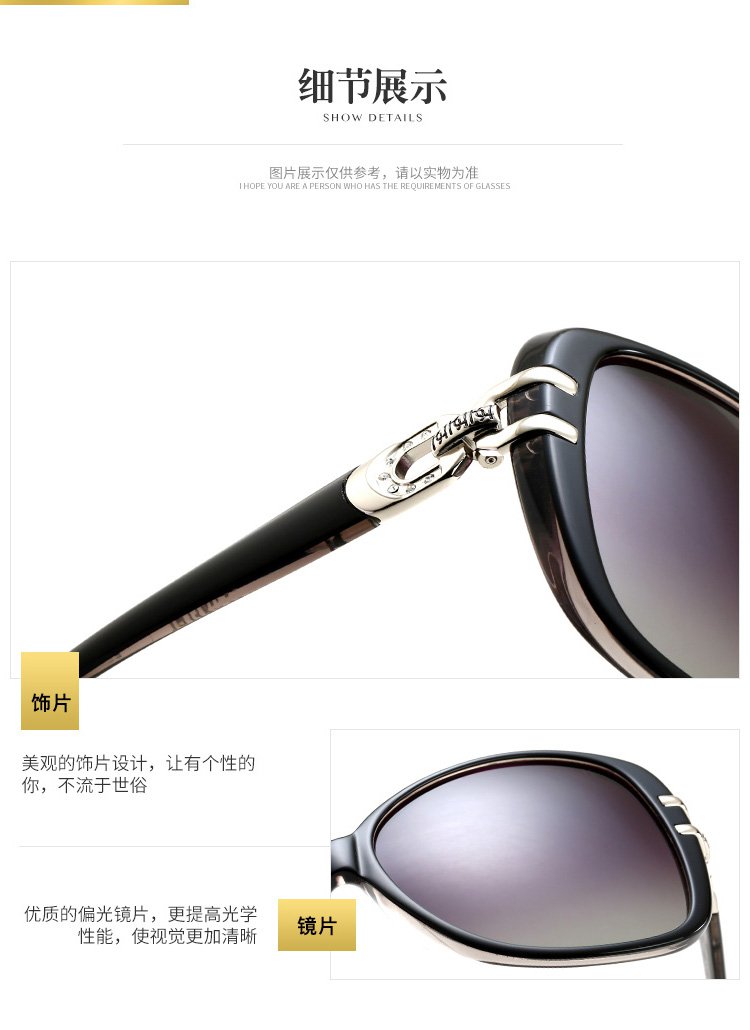 细节展示
SHOW DETAILS
图片展示仅供参考，请以实物为准
I HOPE YOU ARE A PERSON WHO HAS THE REQUIREMENTS OF GLASSES
饰片
美观的饰片设计，让有个性的
你，不流于世俗
优质的偏光镜片，更提高光学
性能，使视觉更加清晰
镜片